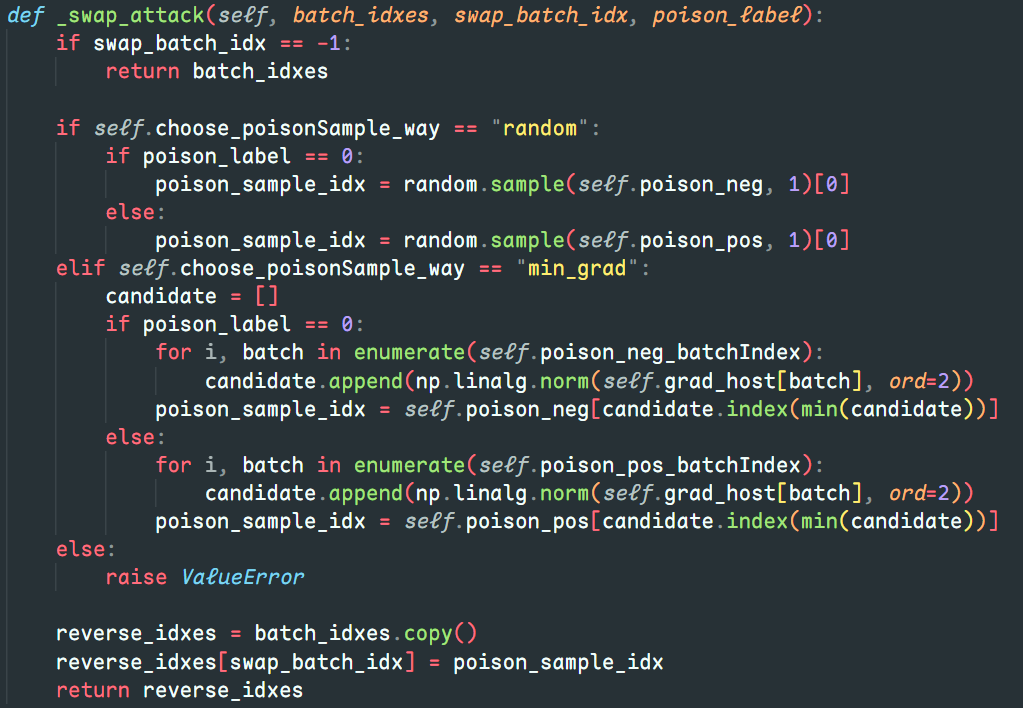 def _swap_attack(self, batch_idxes, swap_batch_idx, poison_label):
    if swap_batch_idx == -1:
        return batch_idxes

    if self.choose_poisonSample_way == "random":
        if poison_label == 0:
            poison_sample_idx = random.sample(self.poison_neg, 1)[0]
        else:
            poison_sample_idx = random.sample(self.poison_pos, 1)[0]
    elif self.choose_poisonSample_way == "min_grad":
        candidate = []
        if poison_label == 0:
            for i, batch in enumerate(self.poison_neg_batchIndex):
                candidate.append(np.linalg.norm(self.grad_host[batch], ord=2))
            poison_sample_idx = self.poison_neg[candidate.index(min(candidate))]
        else:
            for i, batch in enumerate(self.poison_pos_batchIndex):
                candidate.append(np.linalg.norm(self.grad_host[batch], ord=2))
            poison_sample_idx = self.poison_pos[candidate.index(min(candidate))]
    else:
        raise ValueError

    reverse_idxes = batch_idxes.copy()
    reverse_idxes[swap_batch_idx] = poison_sample_idx
    return reverse_idxes